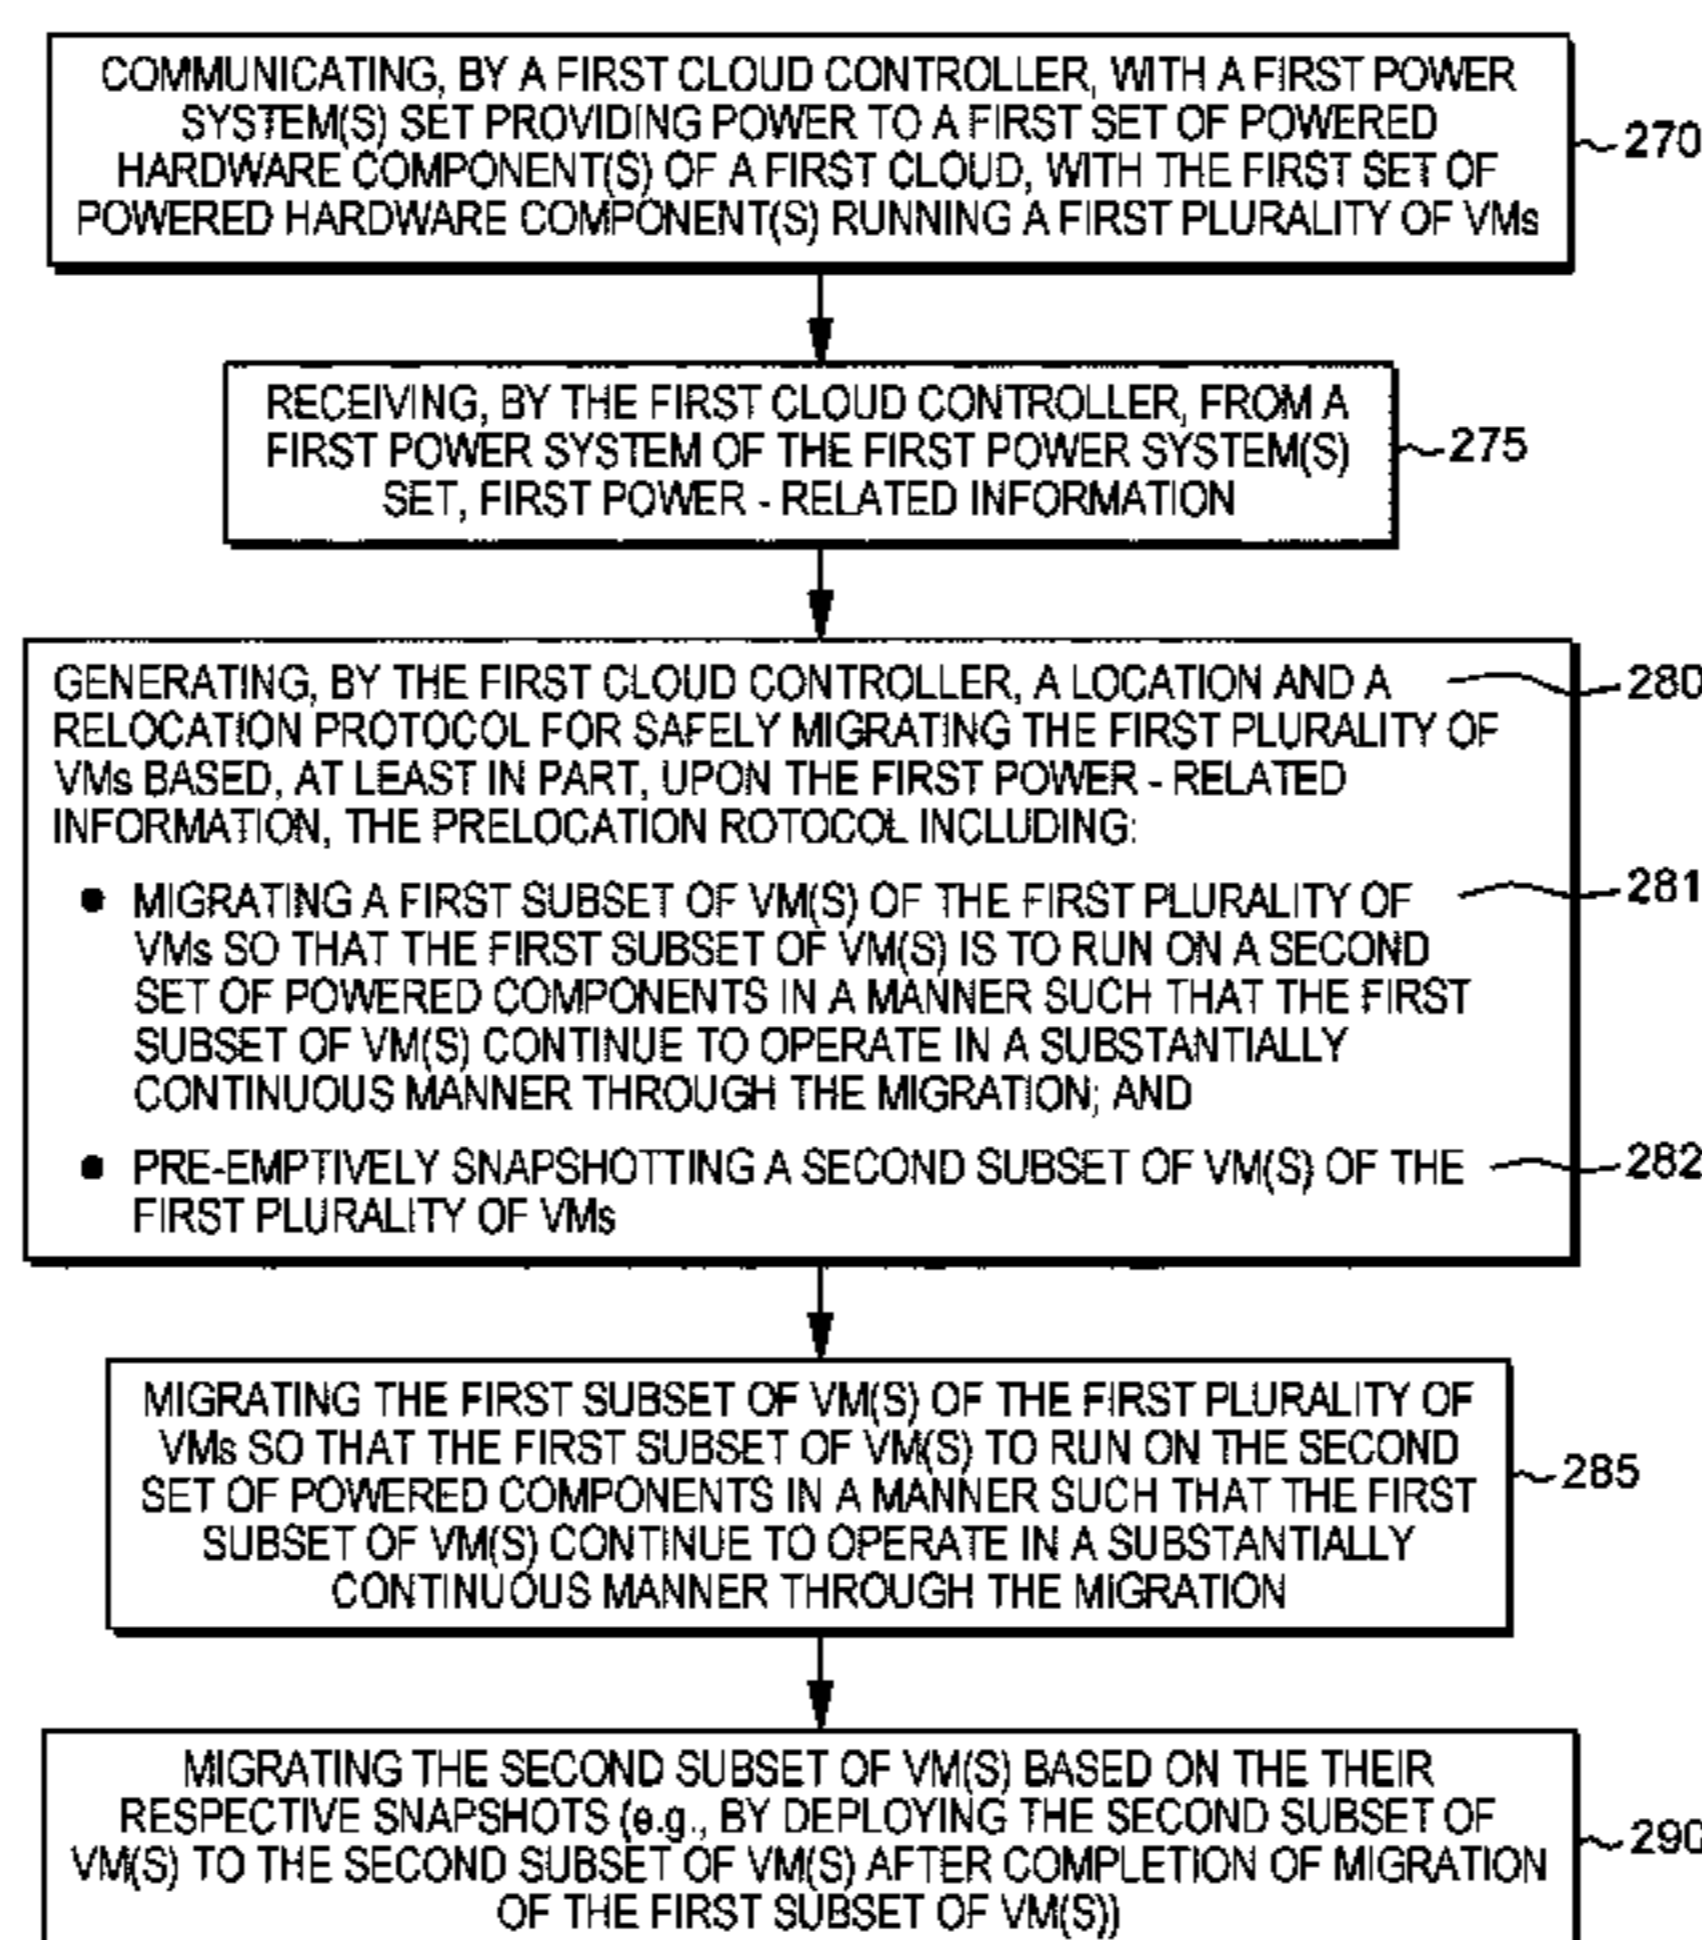 COMMUNICATING, BY A FIRST CLOUD CONTROLLER, WITH A FIRST POWER
SYSTEM(S) SET PROVIDING POWER TO A FIRST SET OF POWERED
HARDWARE COMPONENT(S) OF A FIRST CLOUD, WITH THE FIRST SET OF
POWERED HARDWARE COMPONENT(S) RUNNING A FIRST PLURALITY OF VMs
270
RECEIVING, BY THE FIRST CLOUD CONTROLLER, FROM A
FIRST POWER SYSTEM OF THE FIRST POWER SYSTEM(S)
SET, FIRST POWER - RELATED INFORMATION
275
GENERATING, BY THE FIRST CLOUD CONTROLLER, A LOCATION AND A
RELOCATION PROTOCOL FOR SAFELY MIGRATING THE FIRST PLURALITY OF
VMs BASED, AT LEAST IN PART, UPON THE FIRST POWER - RELATED
INFORMATION, THE PRELOCATION ROTOCOL INCLUDING:
280
● MIGRATING A FIRST SUBSET OF VM(S) OF THE FIRST PLURALITY OF
VMs SO THAT THE FIRST SUBSET OF VM(S) IS TO RUN ON A SECOND
SET OF POWERED COMPONENTS IN A MANNER SUCH THAT THE FIRST
SUBSET OF VM(S) CONTINUE TO OPERATE IN A SUBSTANTIALLY
CONTINUOUS MANNER THROUGH THE MIGRATION; AND
281
● PRE-EMPTIVELY SNAPSHOTTING A SECOND SUBSET OF VM(S) OF THE
FIRST PLURALITY OF VMs
282
MIGRATING THE FIRST SUBSET OF VM(S) OF THE FIRST PLURALITY OF
VMs SO THAT THE FIRST SUBSET OF VM(S) TO RUN ON THE SECOND
SET OF POWERED COMPONENTS IN A MANNER SUCH THAT THE FIRST
SUBSET OF VM(S) CONTINUE TO OPERATE IN A SUBSTANTIALLY
CONTINUOUS MANNER THROUGH THE MIGRATION
285
MIGRATING THE SECOND SUBSET OF VM(S) BASED ON THE THEIR
RESPECTIVE SNAPSHOTS (e.g., BY DEPLOYING THE SECOND SUBSET OF
VM(S) TO THE SECOND SUBSET OF VM(S) AFTER COMPLETION OF MIGRATION
OF THE FIRST SUBSET OF VM(S))
290